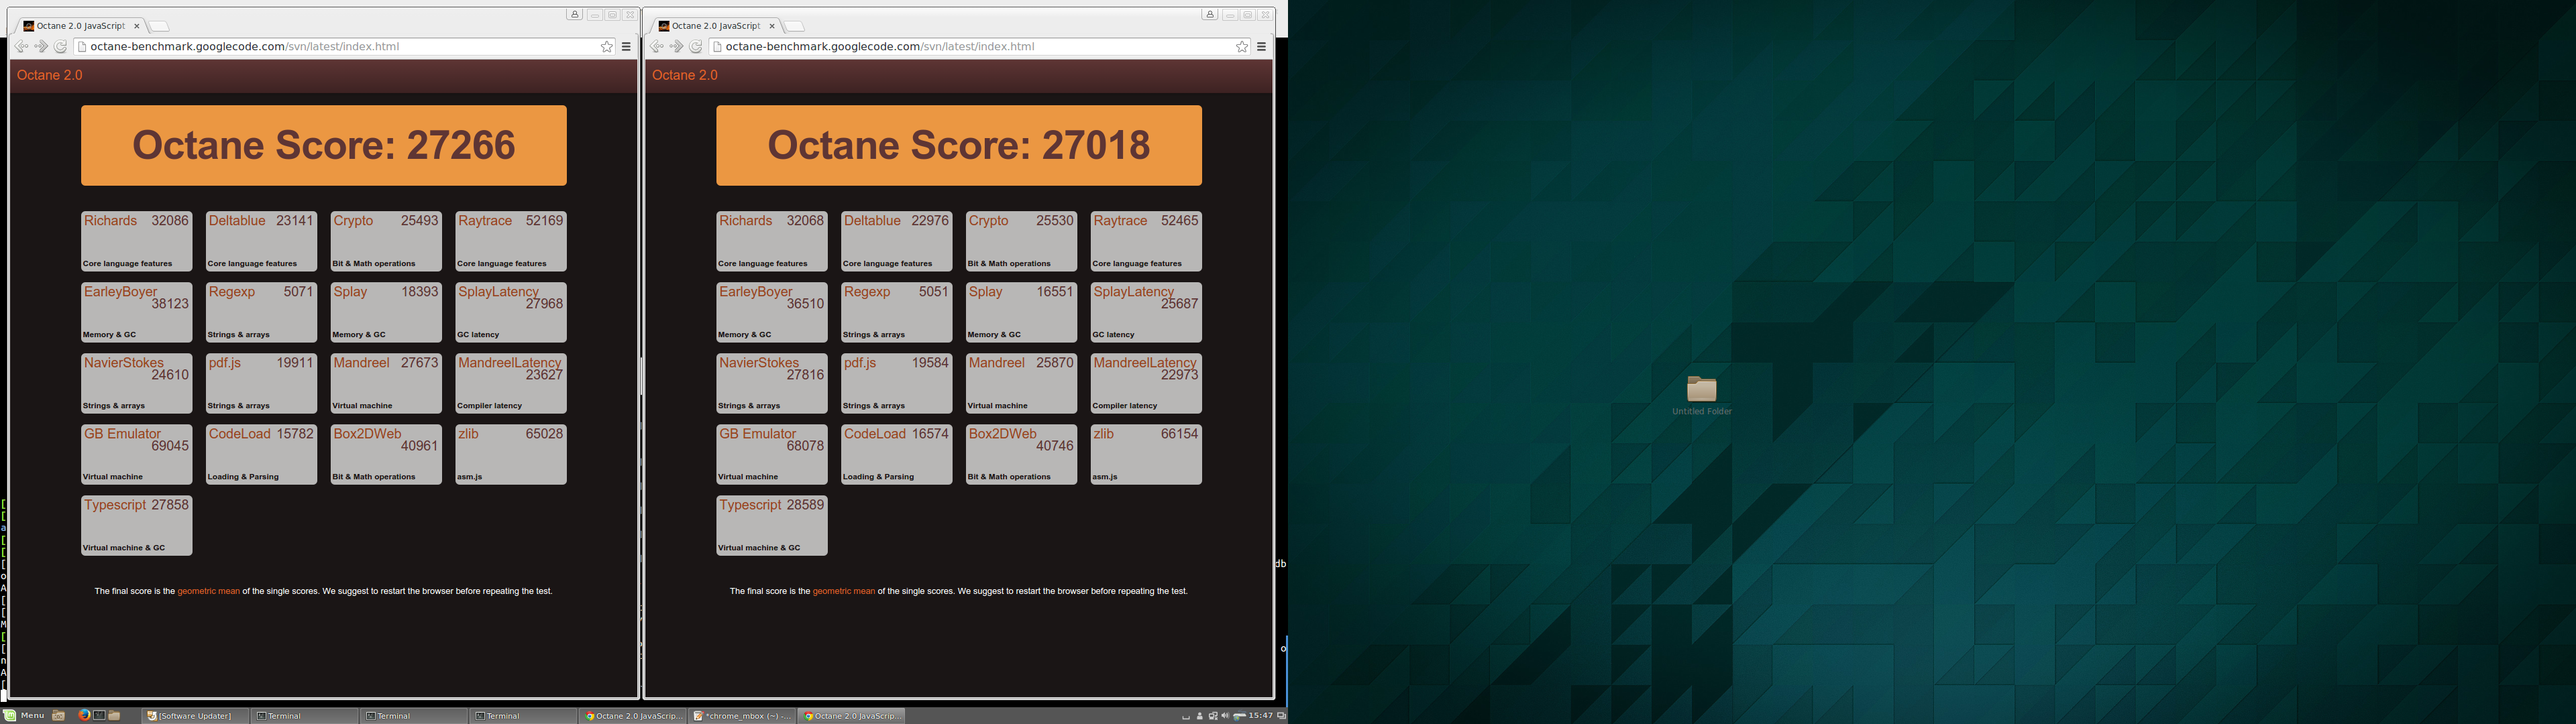 Octane 2.0 JavaScript
octane-benchmark.googlecode.com/svn/latest/index.html
Octane 2.0
Octane Score: 27266
Richards 32086
Core language features
Deltablue 23141
Core language features
Crypto 25493
Bit & Math operations
Raytrace 52169
Core language features
EarleyBoyer
38123
Memory & GC
Regexp 5071
Strings & arrays
Splay 18393
Memory & GC
SplayLatency
27968
GC latency
NavierStokes
24610
Strings & arrays
pdf.js 19911
Strings & arrays
Mandreel 27673
Virtual machine
MandreelLatency
23627
Compiler latency
GB Emulator
69045
Virtual machine
CodeLoad 15782
Loading & Parsing
Box2DWeb
40961
Bit & Math operations
zlib 65028
asm.js
Typescript 27858
Virtual machine & GC
The final score is the geometric mean of the single scores. We suggest to restart the browser before repeating the test.
Octane 2.0 JavaScript
octane-benchmark.googlecode.com/svn/latest/index.html
Octane 2.0
Octane Score: 27018
Richards 32068
Core language features
Deltablue 22976
Core language features
Crypto 25530
Bit & Math operations
Raytrace 52465
Core language features
EarleyBoyer
36510
Memory & GC
Regexp 5051
Strings & arrays
Splay 16551
Memory & GC
SplayLatency
25687
GC latency
NavierStokes
27816
Strings & arrays
pdf.js 19584
Strings & arrays
Mandreel 25870
Virtual machine
MandreelLatency
22973
Compiler latency
GB Emulator
68078
Virtual machine
CodeLoad 16574
Loading & Parsing
Box2DWeb
40746
Bit & Math operations
zlib 66154
asm.js
Typescript 28589
Virtual machine & GC
The final score is the geometric mean of the single scores. We suggest to restart the browser before repeating the test.
Untitled Folder
db
o
Menu [Software Updater] Terminal Terminal Terminal Octane 2.0 JavaScrip... *chrome_mbox (~) -... Octane 2.0 JavaScrip... 15:47